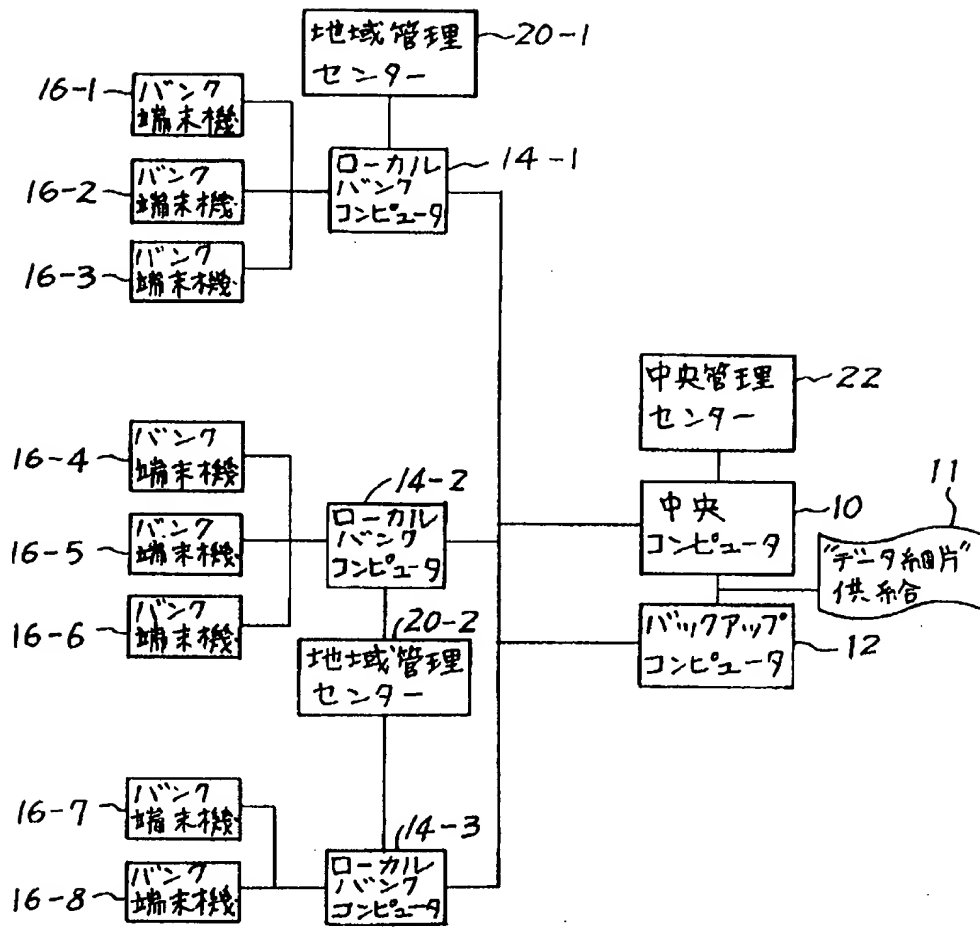 地域管理
センター
20-1
16-1
バンク
端末機
16-2
バンク
端末機
16-3
バンク
端末機
ローカル
バンク
コンピュータ
14-1
中央管理
センター
22
16-4
バンク
端末機
16-5
バンク
端末機
16-6
バンク
端末機
14-2
ローカル
バンク
コンピュータ
中央
コンピュータ
10
11
"データ細片"
供給
バックアップ
コンピュータ
12
20-2
地域管理
センター
16-7
バンク
端末機
16-8
バンク
端末機
14-3
ローカル
バンク
コンピュータ